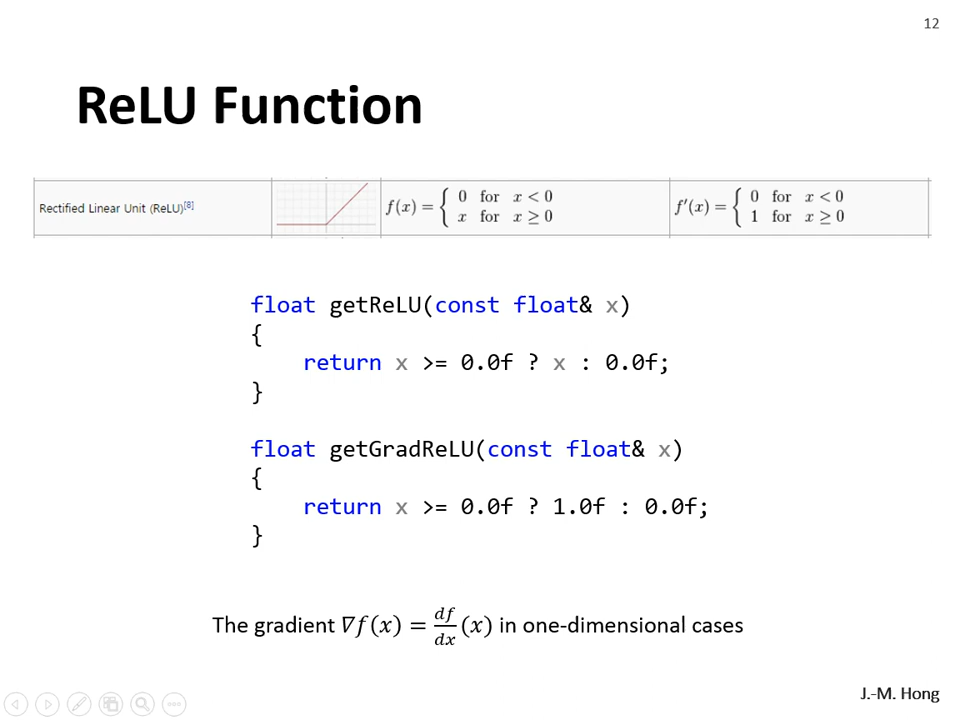 12
ReLU Function
Rectified Linear Unit (ReLU)[8]
f(x) = { 0 for x < 0
x for x ≥ 0
f′(x) = { 0 for x < 0
1 for x ≥ 0
float getReLU(const float& x)
{
return x >= 0.0f ? x : 0.0f;
}
float getGradReLU(const float& x)
{
return x >= 0.0f ? 1.0f : 0.0f;
}
The gradient ∇f(x) = df/dx (x) in one-dimensional cases
J.-M. Hong